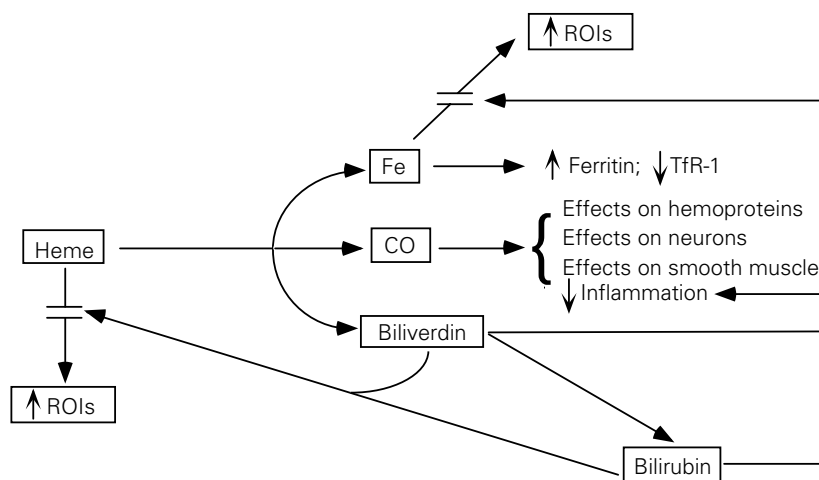 ↑ ROIs
Fe
↑ Ferritin; ↓ TfR-1
Heme
CO
Effects on hemoproteins
Effects on neurons
Effects on smooth muscle
↓ Inflammation
Biliverdin
↑ ROIs
Bilirubin